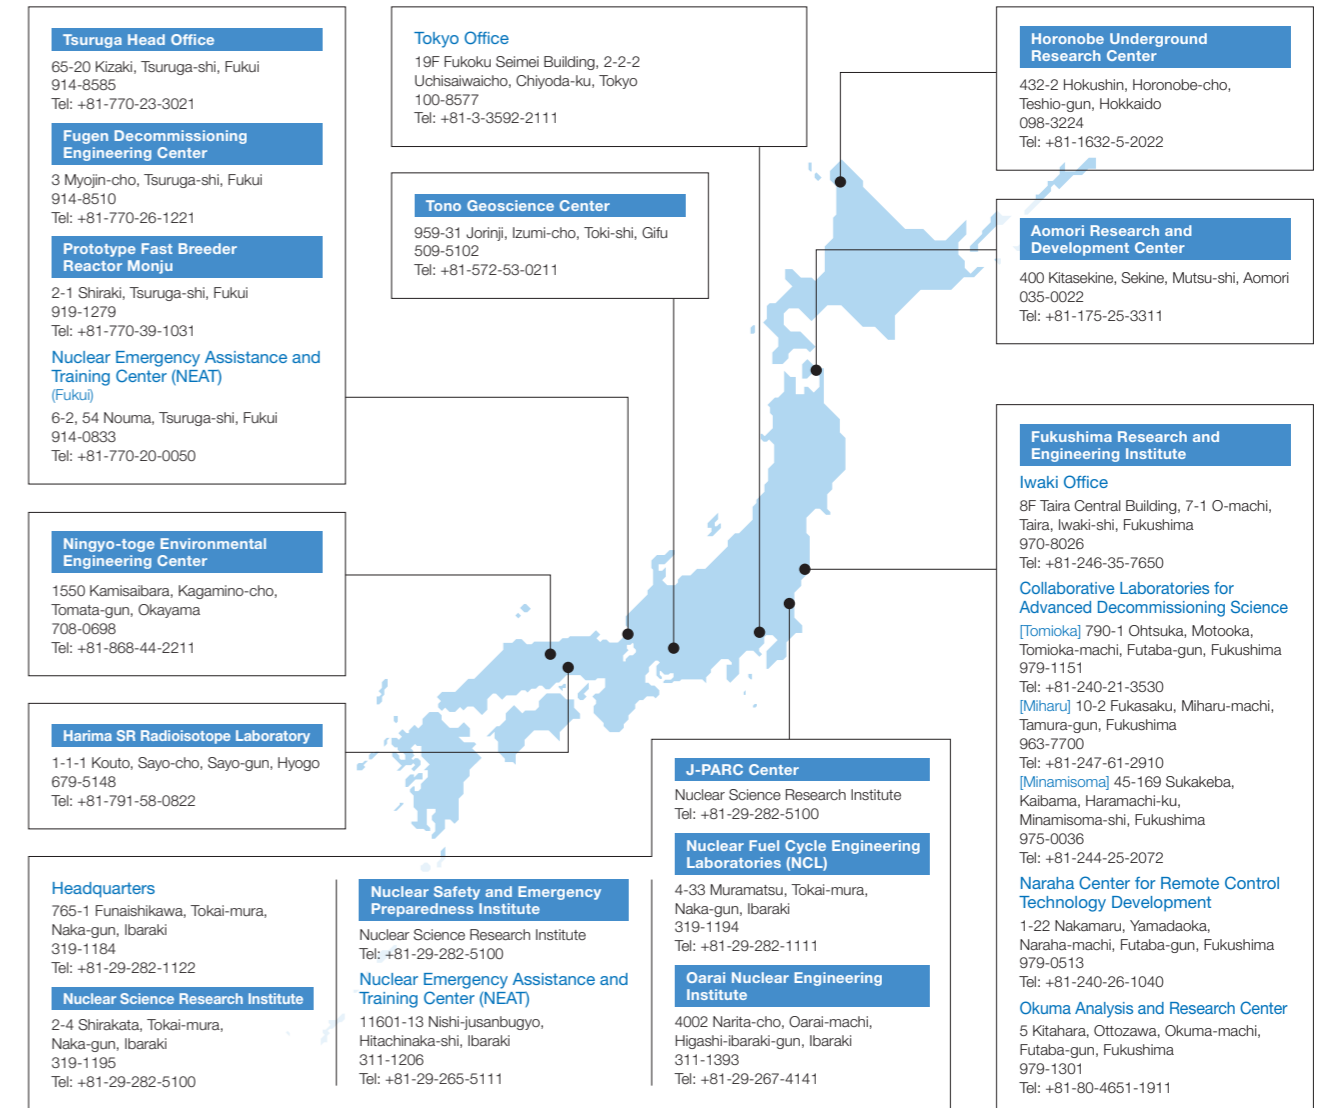 Tsuruga Head Office
65-20 Kizaki, Tsuruga-shi, Fukui
914-8585
Tel: +81-770-23-3021
Fugen Decommissioning
Engineering Center
3 Myojin-cho, Tsuruga-shi, Fukui
914-8510
Tel: +81-770-26-1221
Prototype Fast Breeder
Reactor Monju
2-1 Shiraki, Tsuruga-shi, Fukui
919-1279
Tel: +81-770-39-1031
Nuclear Emergency Assistance and
Training Center (NEAT)
(Fukui)
6-2, 54 Nouma, Tsuruga-shi, Fukui
914-0833
Tel: +81-770-20-0050
Ningyo-toge Environmental
Engineering Center
1550 Kamisaibara, Kagamino-cho,
Tomata-gun, Okayama
708-0698
Tel: +81-868-44-2211
Harima SR Radioisotope Laboratory
1-1-1 Kouto, Sayo-cho, Sayo-gun, Hyogo
679-5148
Tel: +81-791-58-0822
Tokyo Office
19F Fukoku Seimei Building, 2-2-2
Uchisaiwaicho, Chiyoda-ku, Tokyo
100-8577
Tel: +81-3-3592-2111
Tono Geoscience Center
959-31 Jorinji, Izumi-cho, Toki-shi, Gifu
509-5102
Tel: +81-572-53-0211
Horonobe Underground
Research Center
432-2 Hokushin, Horonobe-cho,
Teshio-gun, Hokkaido
098-3224
Tel: +81-1632-5-2022
Aomori Research and
Development Center
400 Kitasekine, Sekine, Mutsu-shi, Aomori
035-0022
Tel: +81-175-25-3311
Fukushima Research and
Engineering Institute
Iwaki Office
8F Taira Central Building, 7-1 O-machi,
Taira, Iwaki-shi, Fukushima
970-8026
Tel: +81-246-35-7650
Collaborative Laboratories for
Advanced Decommissioning Science
[Tomioka] 790-1 Ohtsuka, Motooka,
Tomioka-machi, Futaba-gun, Fukushima
979-1151
Tel: +81-240-21-3530
[Miharu] 10-2 Fukasaku, Miharu-machi,
Tamura-gun, Fukushima
963-7700
Tel: +81-247-61-2910
[Minamisoma] 45-169 Sukakeba,
Kaibama, Haramachi-ku,
Minamisoma-shi, Fukushima
975-0036
Tel: +81-244-25-2072
Naraha Center for Remote Control
Technology Development
1-22 Nakamaru, Yamadaoka,
Naraha-machi, Futaba-gun, Fukushima
979-0513
Tel: +81-240-26-1040
Okuma Analysis and Research Center
5 Kitahara, Ottozawa, Okuma-machi,
Futaba-gun, Fukushima
979-1301
Tel: +81-80-4651-1911
Headquarters
765-1 Funaishikawa, Tokai-mura,
Naka-gun, Ibaraki
319-1184
Tel: +81-29-282-1122
Nuclear Science Research Institute
2-4 Shirakata, Tokai-mura,
Naka-gun, Ibaraki
319-1195
Tel: +81-29-282-5100
Nuclear Safety and Emergency
Preparedness Institute
Nuclear Science Research Institute
Tel: +81-29-282-5100
Nuclear Emergency Assistance and
Training Center (NEAT)
11601-13 Nishi-jusanbugyo,
Hitachinaka-shi, Ibaraki
311-1206
Tel: +81-29-265-5111
J-PARC Center
Nuclear Science Research Institute
Tel: +81-29-282-5100
Nuclear Fuel Cycle Engineering
Laboratories (NCL)
4-33 Muramatsu, Tokai-mura,
Naka-gun, Ibaraki
319-1194
Tel: +81-29-282-1111
Oarai Nuclear Engineering
Institute
4002 Narita-cho, Oarai-machi,
Higashi-ibaraki-gun, Ibaraki
311-1393
Tel: +81-29-267-4141